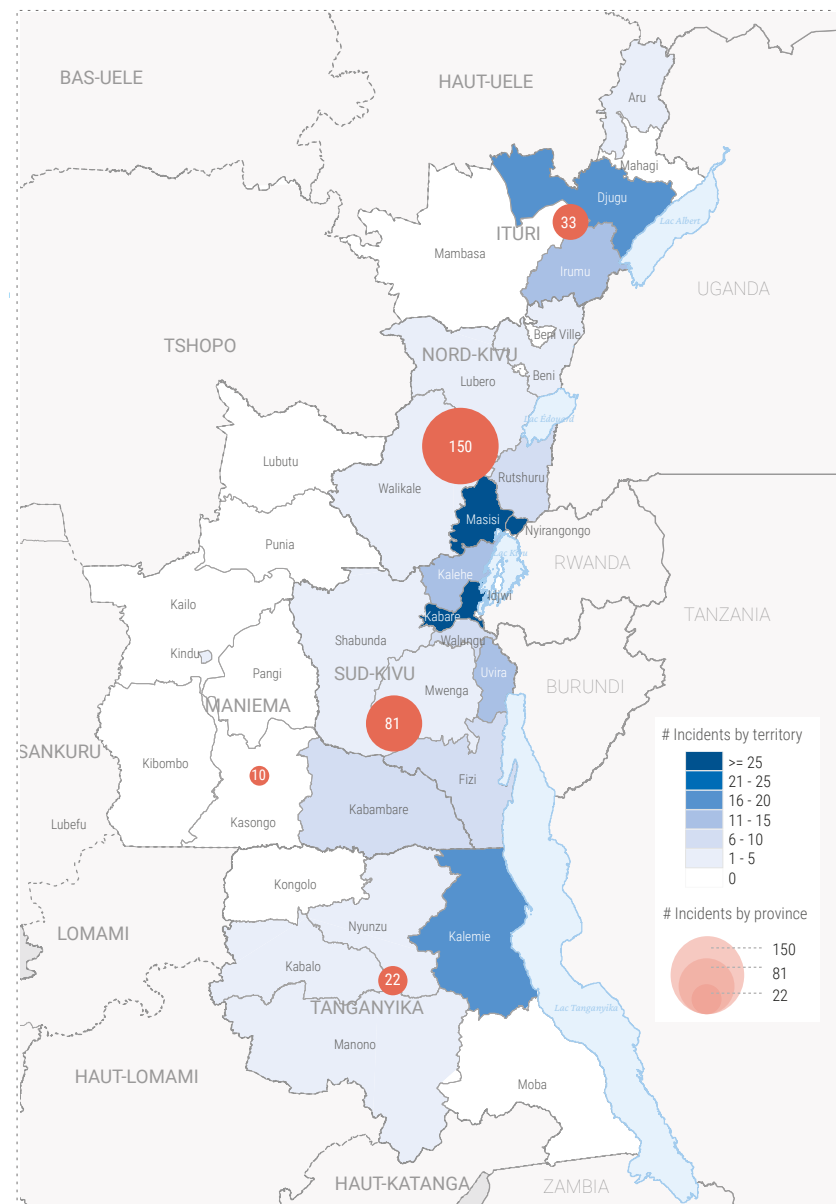 BAS-UELE
HAUT-UELE
Aru
Mahagi
Djugu
Lac Albert
33
ITURI
Mambasa
Irumu
UGANDA
Beni Ville
TSHOPO
NORD-KIVU
Beni
Lubero
Lac Édouard
150
Lubutu
Rutshuru
Walikale
Masisi
Nyirangongo
Punia
Lac Kivu
RWANDA
Kalehe
Idjwi
Kailo
Kabare
TANZANIA
Shabunda
Walungu
Kindu
Pangi
SUD-KIVU
Uvira
Mwenga
BURUNDI
MANIEMA
81
# Incidents by territory
SANKURU
Kibombo
10
Fizi
>= 25
21 - 25
16 - 20
11 - 15
6 - 10
1 - 5
0
Kabambare
Kasongo
Lubefu
Kongolo
# Incidents by province
150
81
22
Nyunzu
LOMAMI
Kalemie
Kabalo
22
TANGANYIKA
Lac Tanganyika
Manono
HAUT-LOMAMI
Moba
HAUT-KATANGA
ZAMBIA